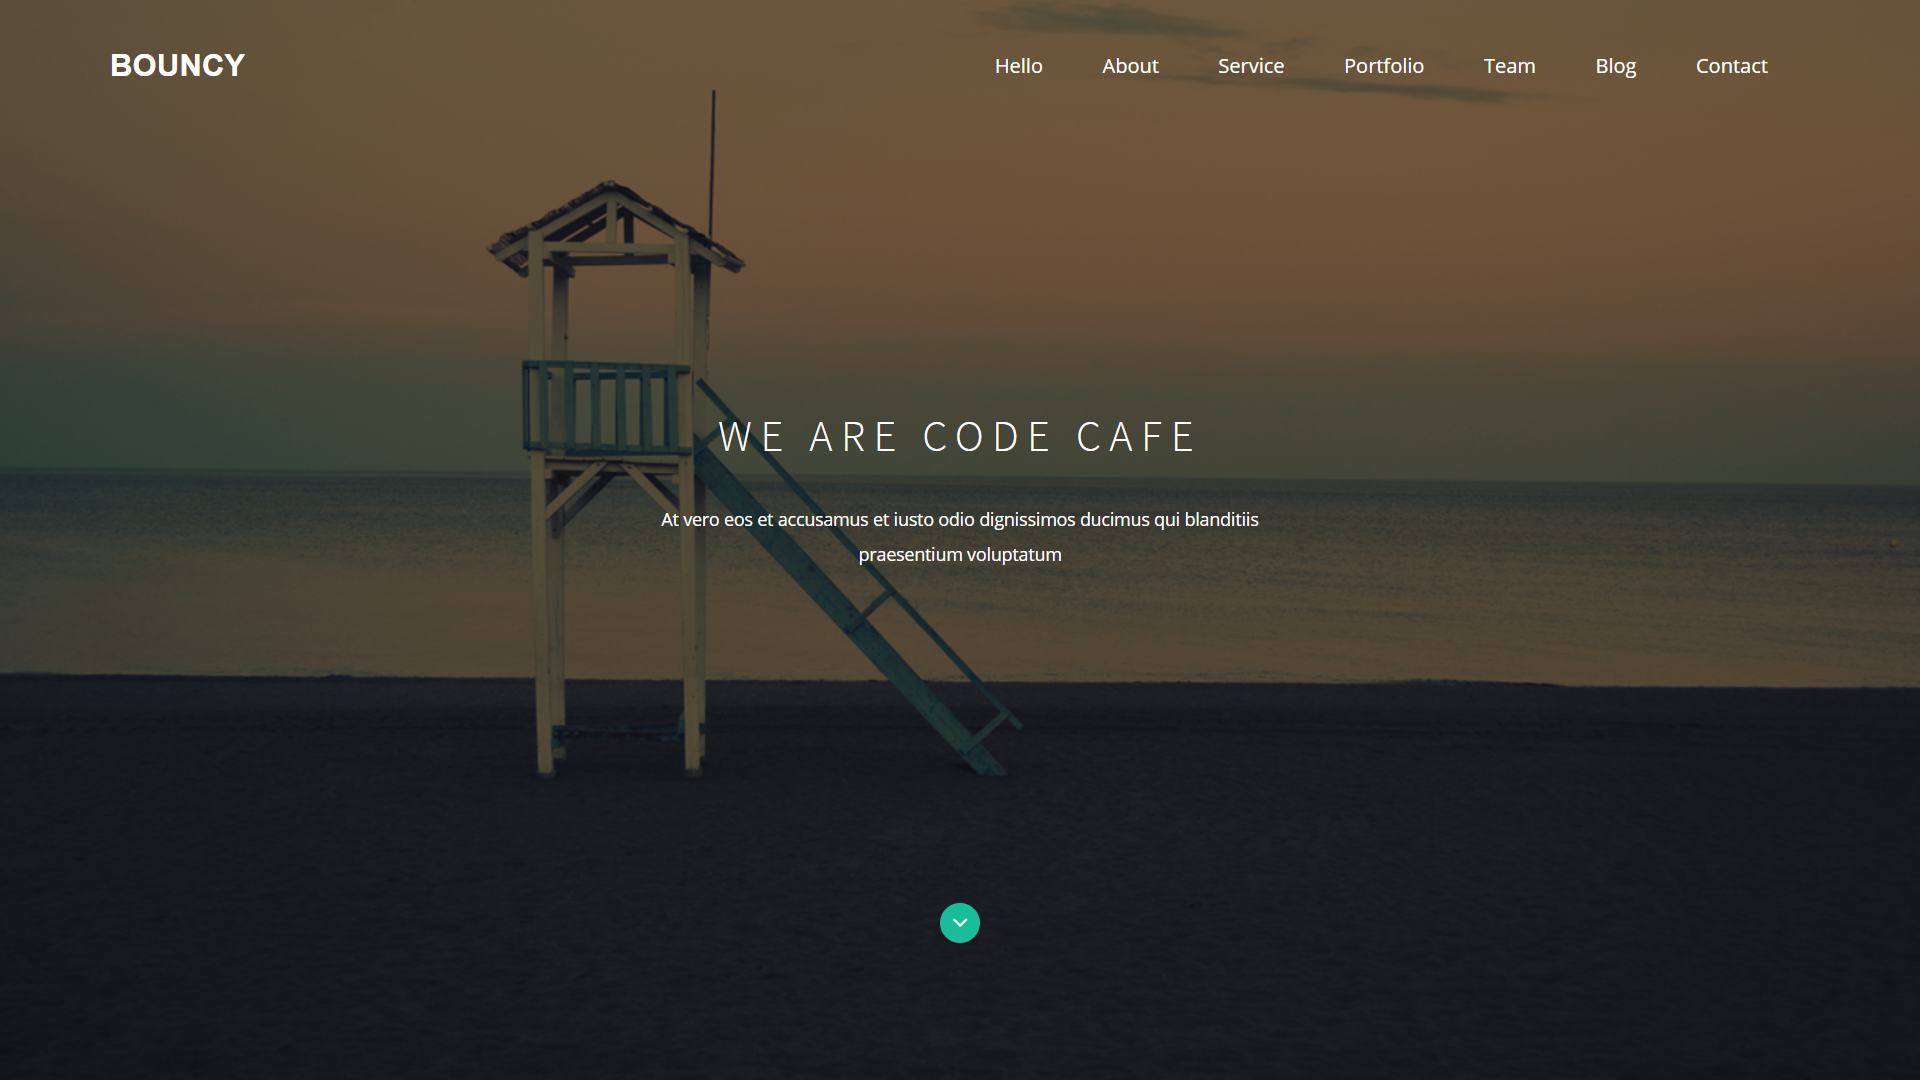 BOUNCY
Hello About Service Portfolio Team Blog Contact
WE ARE CODE CAFE
At vero eos et accusamus et iusto odio dignissimos ducimus qui blanditiis
praesentium voluptatum